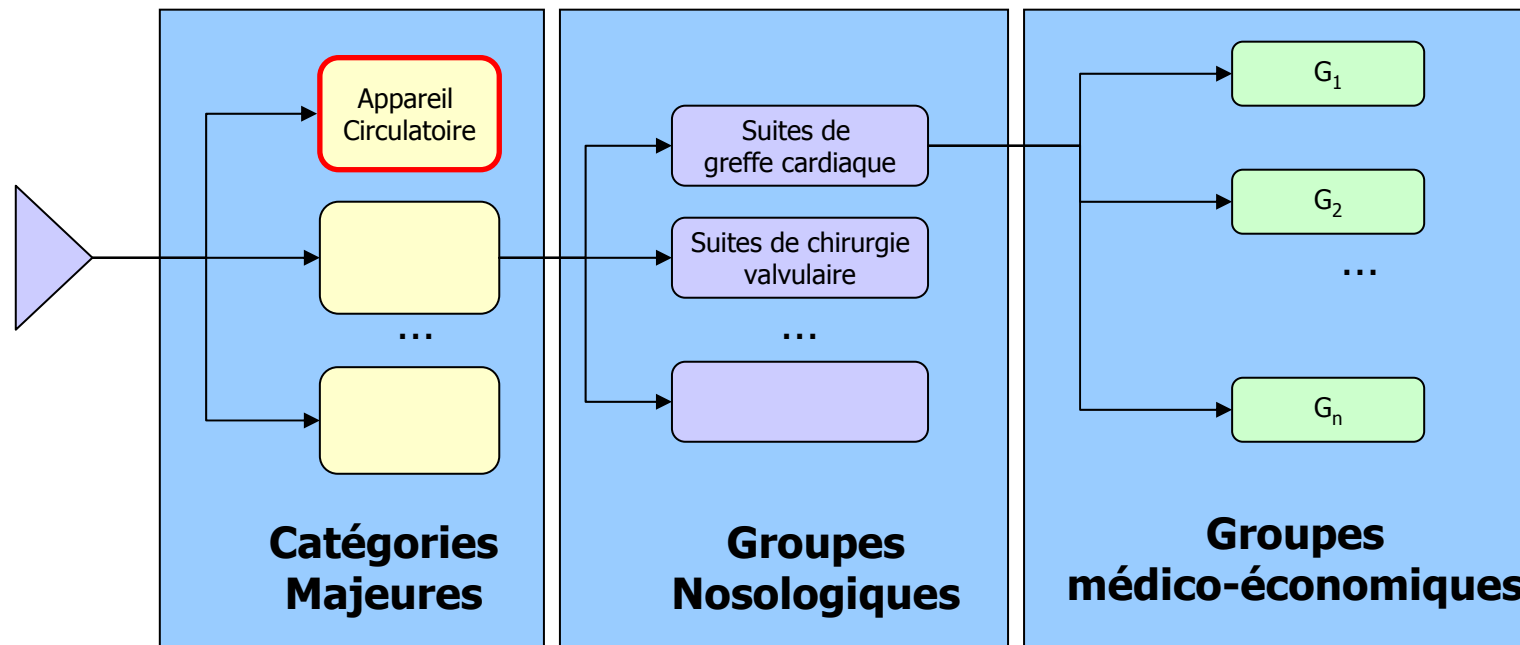 Appareil
Circulatoire
...
Catégories
Majeures
Suites de
greffe cardiaque
Suites de chirurgie
valvulaire
...
Groupes
Nosologiques
G₁
G₂
...
Gₙ
Groupes
médico-économiques